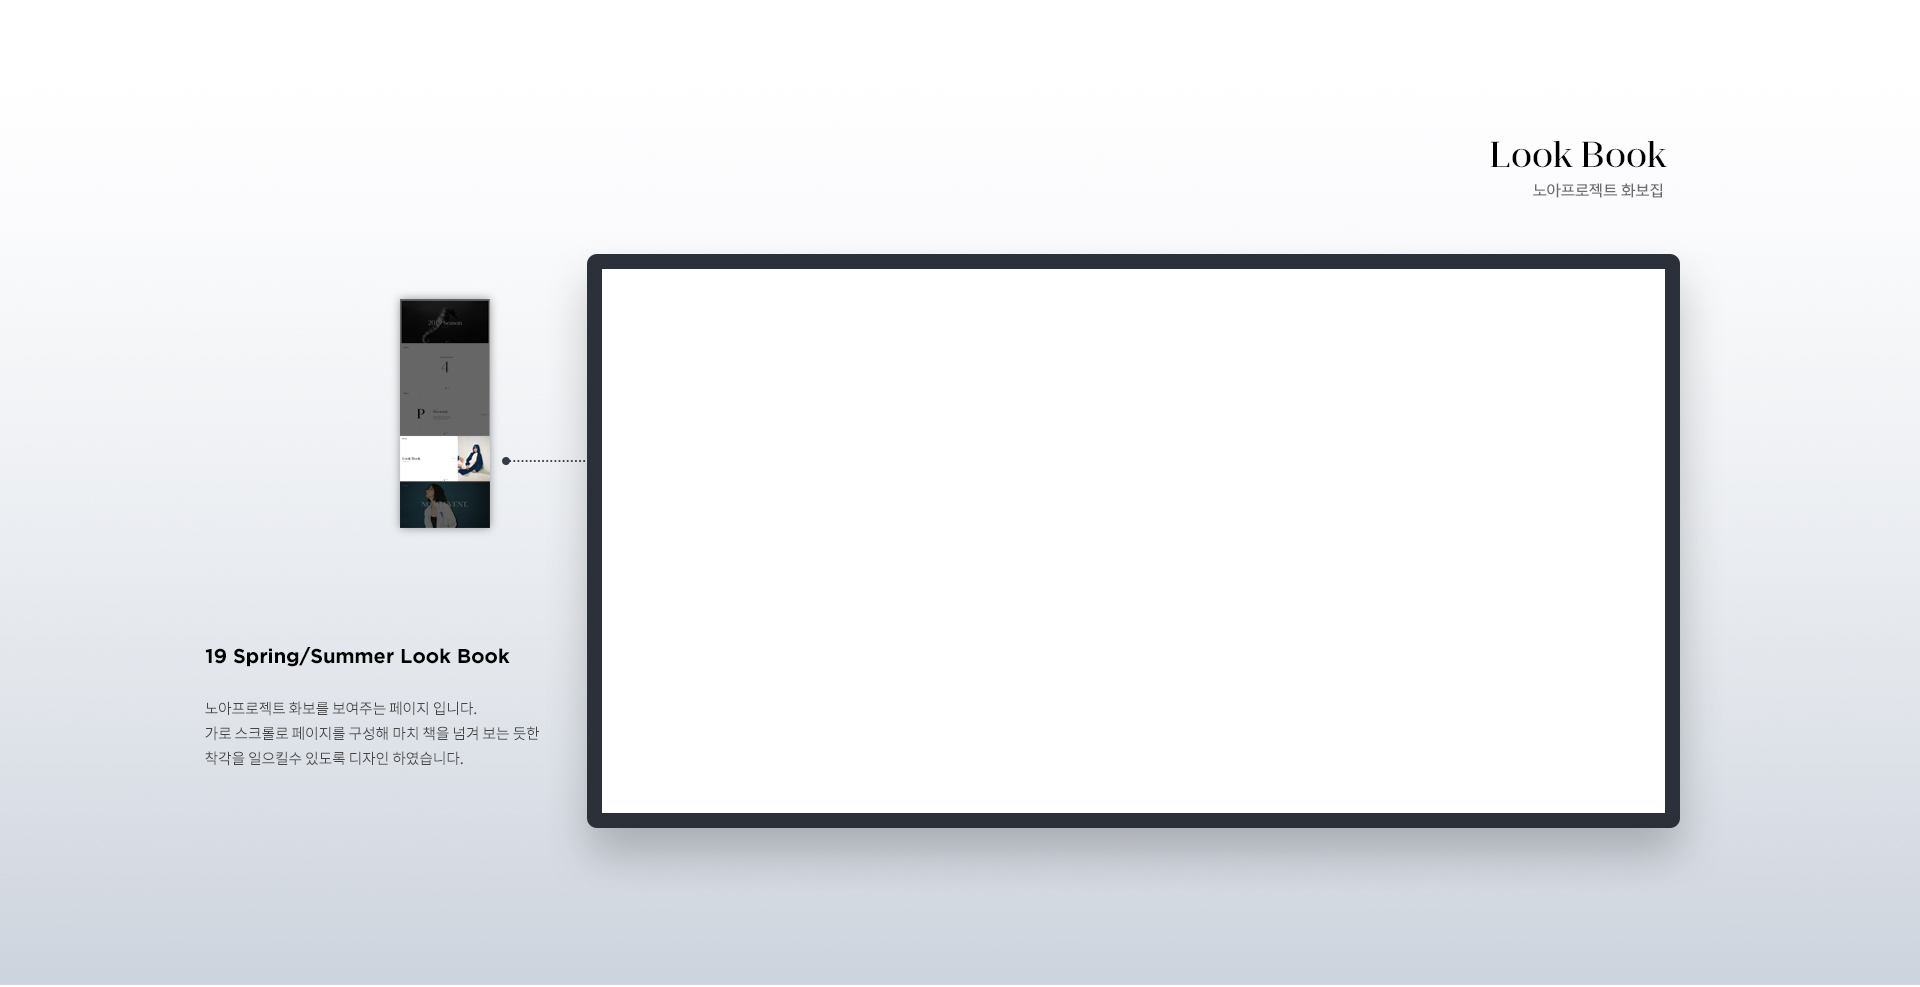 Look Book
노아프로젝트 화보집
4
P
Look Book
19 Spring/Summer Look Book
노아프로젝트 화보를 보여주는 페이지 입니다.
가로 스크롤로 페이지를 구성해 마치 책을 넘겨 보는 듯한
착각을 일으킬수 있도록 디자인 하였습니다.